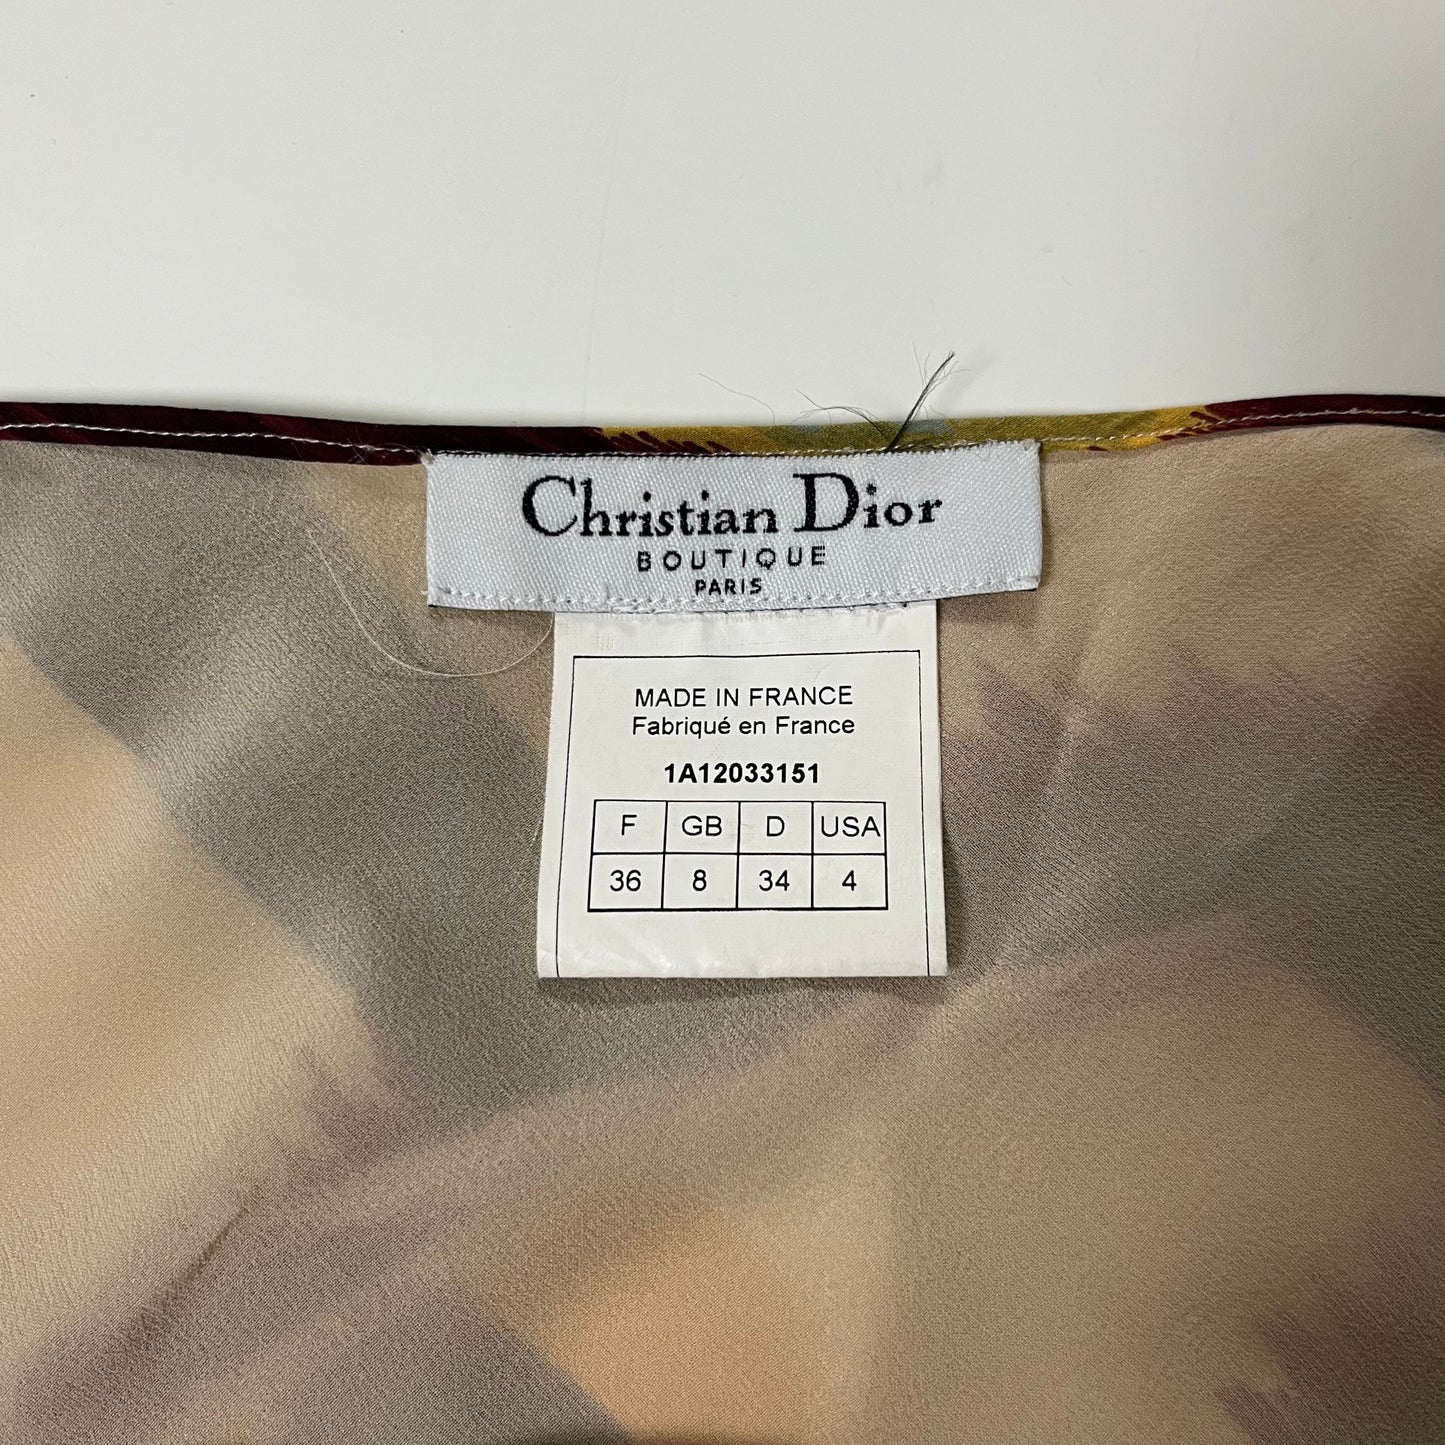 Christian Dior
BOUTIQUE
PARIS
MADE IN FRANCE
Fabriqué en France
1A12033151
F GB D USA
36 8 34 4